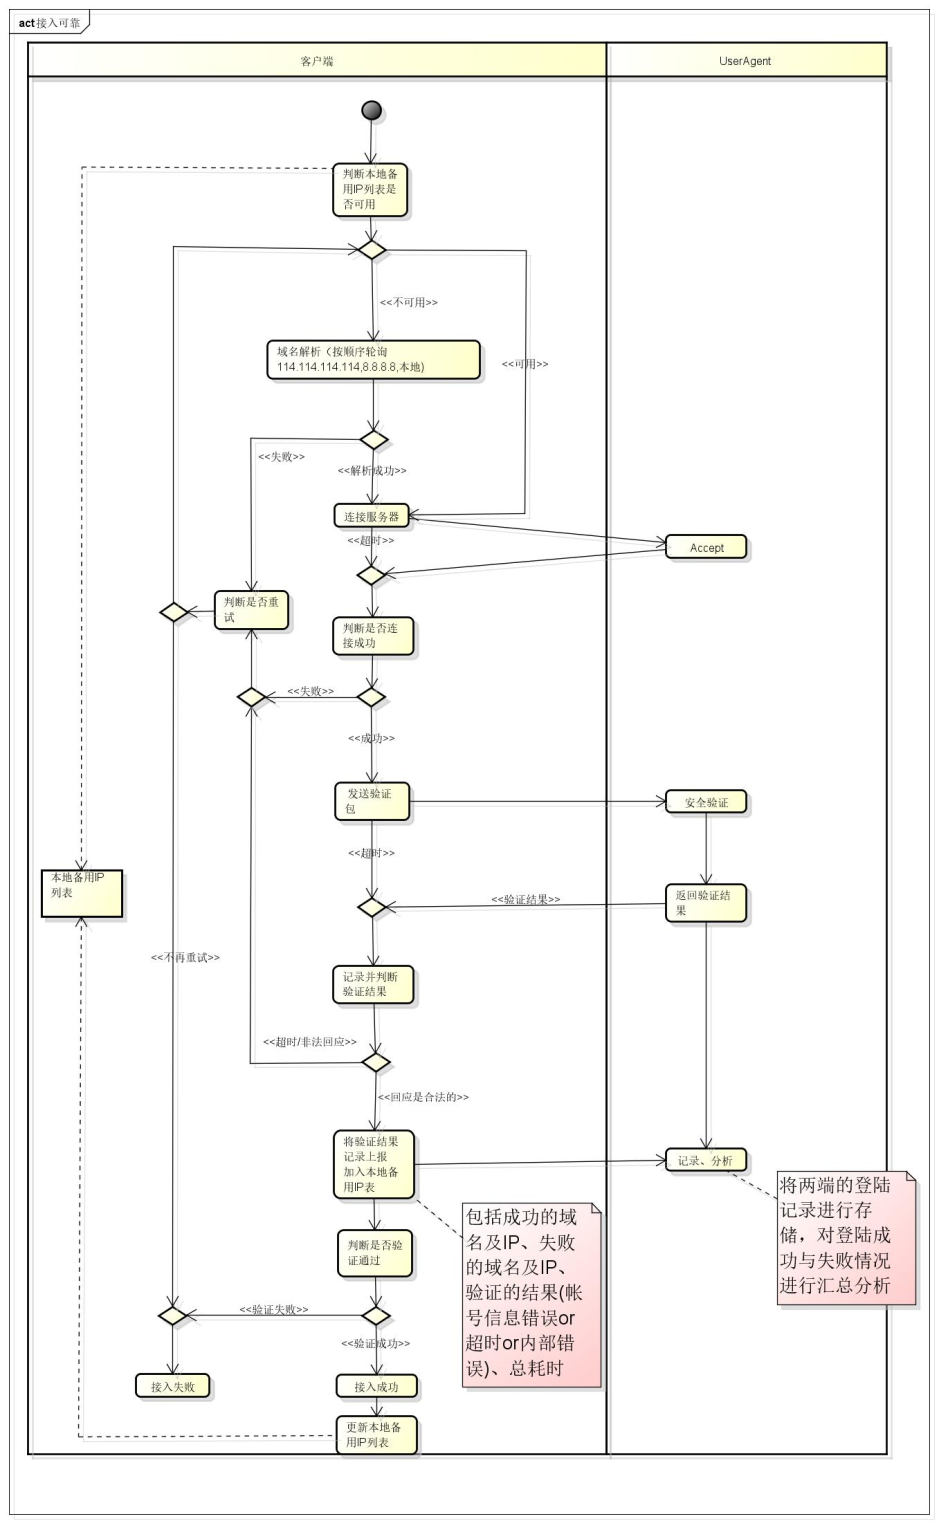 act 接入可靠
客户端
UserAgent
判断本地备
用IP列表是
否可用
<<不可用>>
域名解析（按顺序轮询
114.114.114.114,8.8.8.8,本地)
<<可用>>
<<失败>>
<<解析成功>>
连接服务器
<<超时>>
Accept
判断是否重
试
判断是否连
接成功
<<失败>>
<<成功>>
发送验证
包
安全验证
<<超时>>
本地备用IP
列表
返回验证结
果
<<验证结果>>
<<不再重试>>
记录并判断
验证结果
<<超时/非法回应>>
<<回应是合法的>>
将验证结果
记录上报
加入本地备
用IP表
记录、分析
将两端的登陆
记录进行存
储，对登陆成
功与失败情况
进行汇总分析
包括成功的域
名及IP、失败
的域名及IP、
验证的结果(帐
号信息错误or
超时or内部错
误)、总耗时
判断是否验
证通过
<<验证失败>>
<<验证成功>>
接入失败
接入成功
更新本地备
用IP列表